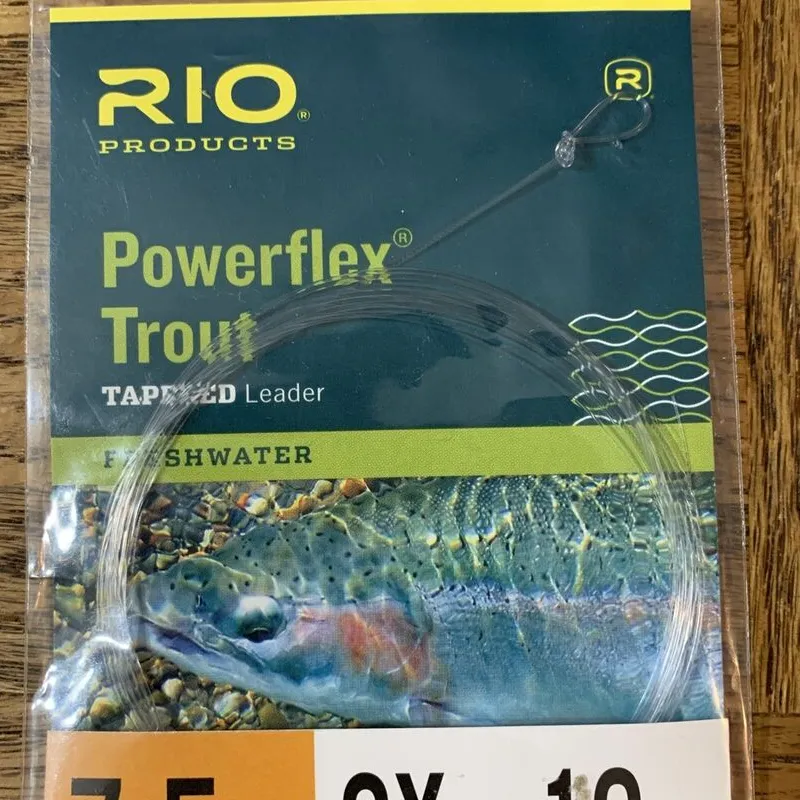 RIO®
PRODUCTS
R
Powerflex®
Trout
TAPERED Leader
FRESHWATER